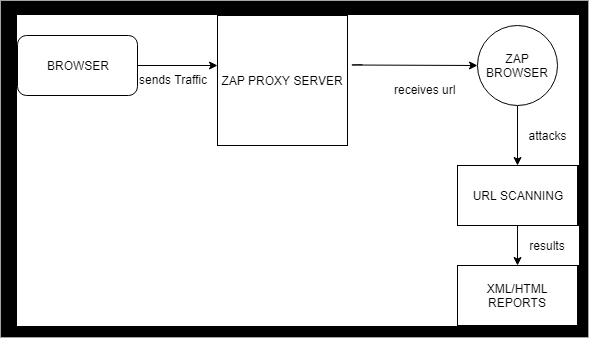 BROWSER
sends Traffic
ZAP PROXY SERVER
receives url
ZAP
BROWSER
attacks
URL SCANNING
results
XML/HTML
REPORTS